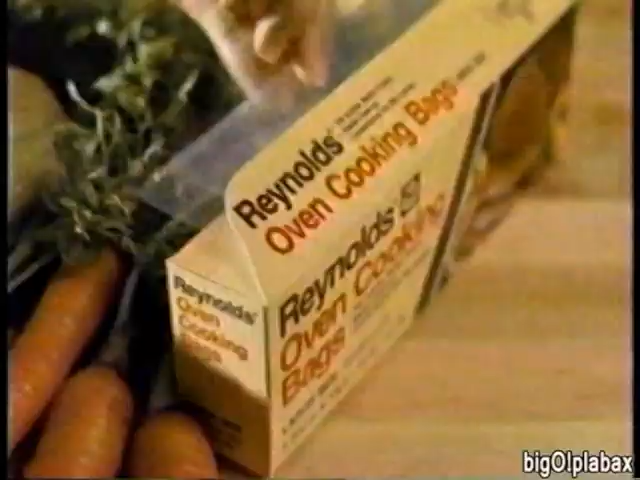 Reynolds®
Oven Cooking Bags
Reynolds
Oven Cooking
Bags
Reynolds®
Oven
Cooking
Bags
bigO!plabax